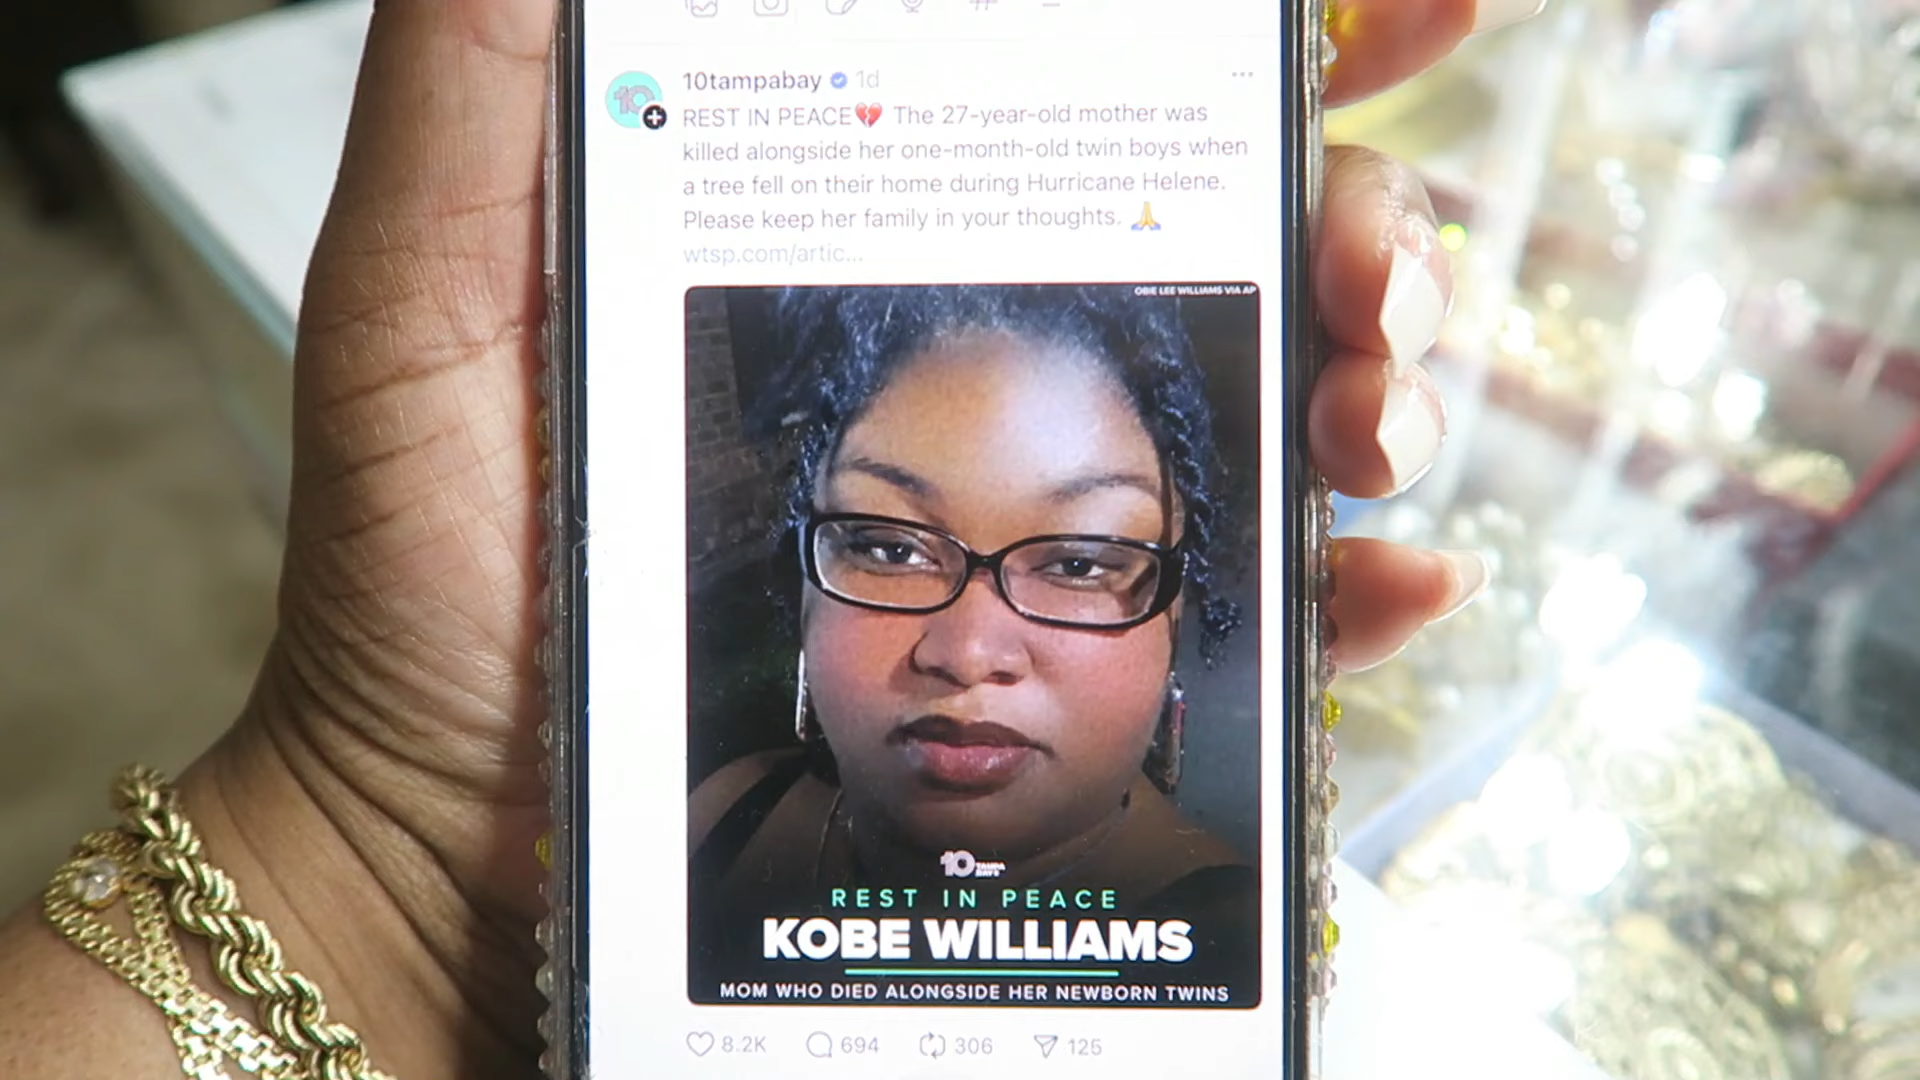 10tampabay 1d
REST IN PEACE💔 The 27-year-old mother was
killed alongside her one-month-old twin boys when
a tree fell on their home during Hurricane Helene.
Please keep her family in your thoughts. 🙏
wtsp.com/artic...
OBIE LEE WILLIAMS VIA AP
10 TAMPA BAY
REST IN PEACE
KOBE WILLIAMS
MOM WHO DIED ALONGSIDE HER NEWBORN TWINS
8.2K 694 306 125